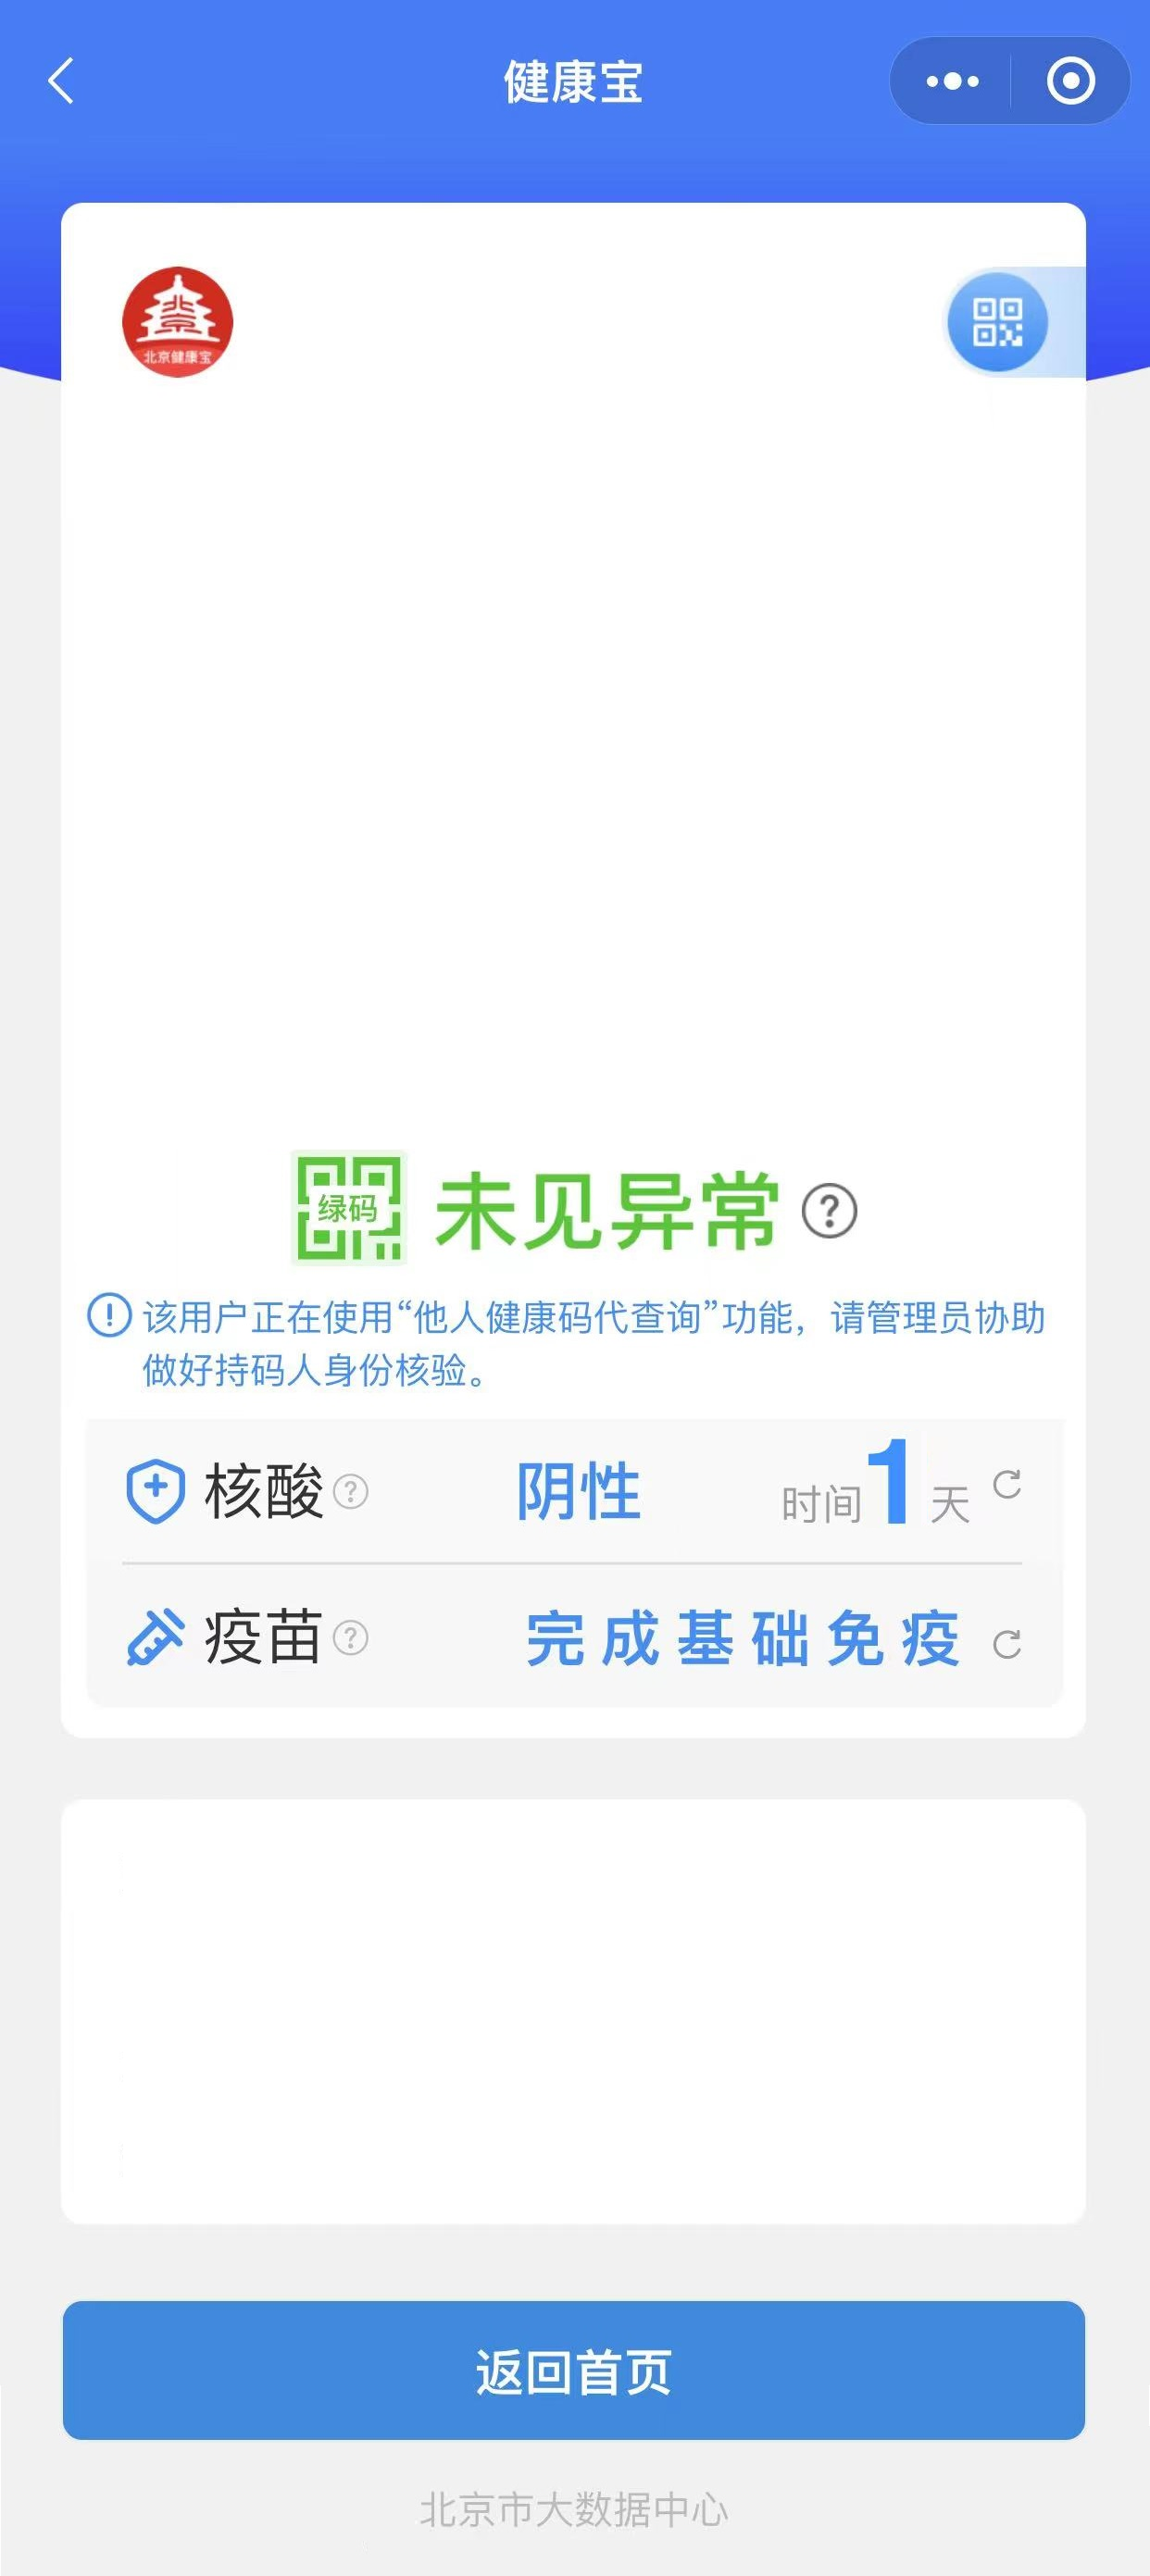 健康宝
北京健康宝
绿码
未见异常 ?
该用户正在使用“他人健康码代查询”功能，请管理员协助
做好持码人身份核验。
核酸 ? 阴性 时间 1 天
疫苗 ? 完成基础免疫
返回首页
北京市大数据中心